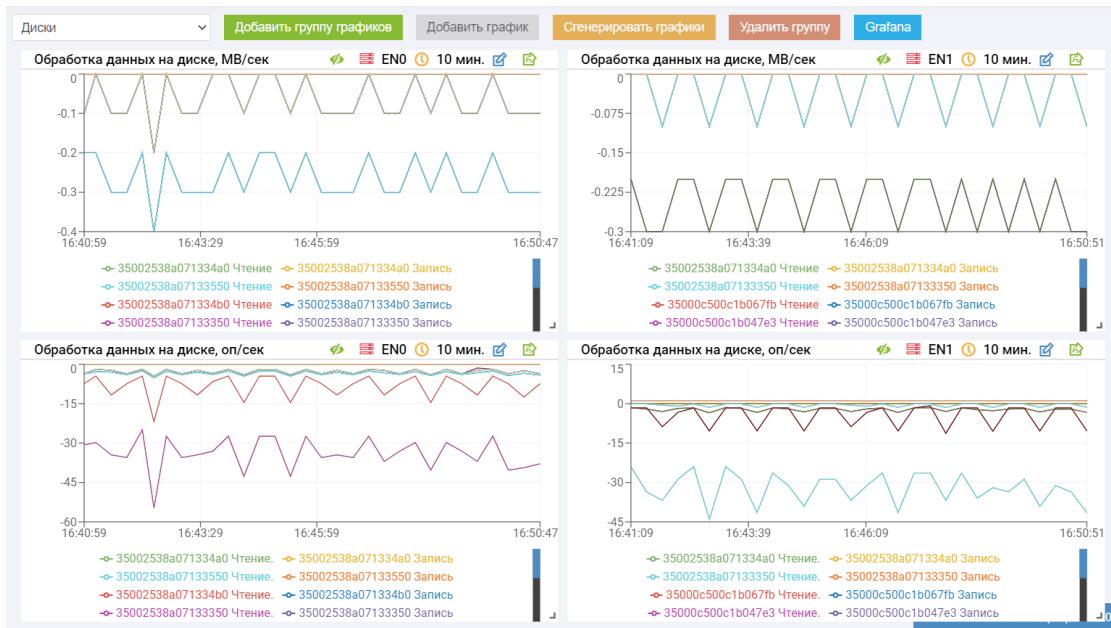 Диски Добавить группу графиков Добавить график Сгенерировать графики Удалить группу Grafana
Обработка данных на диске, MB/сек EN0 10 мин.
0
-0.1
-0.2
-0.3
-0.4
16:40:59 16:43:29 16:45:59 16:50:47
35002538a071334a0 Чтение 35002538a071334a0 Запись
35002538a07133550 Чтение 35002538a07133550 Запись
35002538a071334b0 Чтение 35002538a071334b0 Запись
35002538a07133350 Чтение 35002538a07133350 Запись
Обработка данных на диске, MB/сек EN1 10 мин.
0
-0.075
-0.15
-0.225
-0.3
16:41:09 16:43:39 16:46:09 16:50:51
35002538a071334a0 Чтение 35002538a071334a0 Запись
35002538a07133350 Чтение 35002538a07133350 Запись
35000c500c1b067fb Чтение 35000c500c1b067fb Запись
35000c500c1b047e3 Чтение 35000c500c1b047e3 Запись
Обработка данных на диске, оп/сек EN0 10 мин.
0
-15
-30
-45
-60
16:40:59 16:43:29 16:45:59 16:50:47
35002538a071334a0 Чтение. 35002538a071334a0 Запись
35002538a07133550 Чтение. 35002538a07133550 Запись
35002538a071334b0 Чтение. 35002538a071334b0 Запись
35002538a07133350 Чтение. 35002538a07133350 Запись
Обработка данных на диске, оп/сек EN1 10 мин.
15
0
-15
-30
-45
16:41:09 16:43:39 16:46:09 16:50:51
35002538a071334a0 Чтение. 35002538a071334a0 Запись
35002538a07133350 Чтение. 35002538a07133350 Запись
35000c500c1b067fb Чтение. 35000c500c1b067fb Запись
35000c500c1b047e3 Чтение. 35000c500c1b047e3 Запись